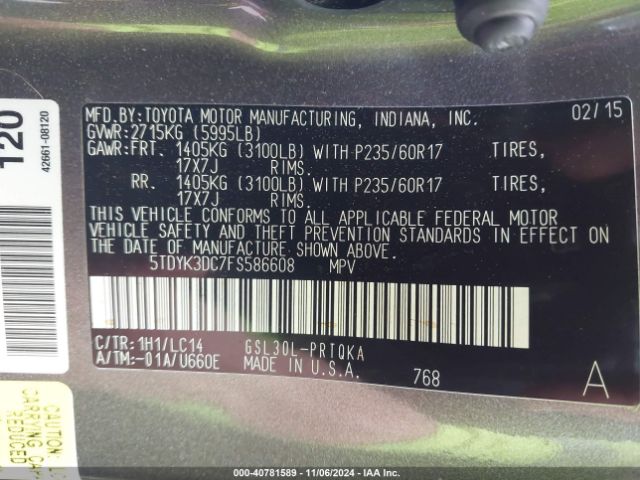 MFD.BY:TOYOTA MOTOR MANUFACTURING, INDIANA, INC. 02/15
GVWR:2715KG (5995LB)
GAWR:FRT. 1405KG (3100LB) WITH P235/60R17 TIRES,
17X7J RIMS.
RR. 1405KG (3100LB) WITH P235/60R17 TIRES,
17X7J RIMS.
THIS VEHICLE CONFORMS TO ALL APPLICABLE FEDERAL MOTOR
VEHICLE SAFETY AND THEFT PREVENTION STANDARDS IN EFFECT ON
THE DATE OF MANUFACTURE SHOWN ABOVE.
5TDYK3DC7FS586608 MPV
C/TR:1H1/LC14 GSL30L-PRTQKA
A/TM:-01A/U660E MADE IN U.S.A.
768 A
120
42661-08120
CAUTION:
CARRYING CA
REDUCED
000-40781589 - 11/06/2024 - IAA Inc.